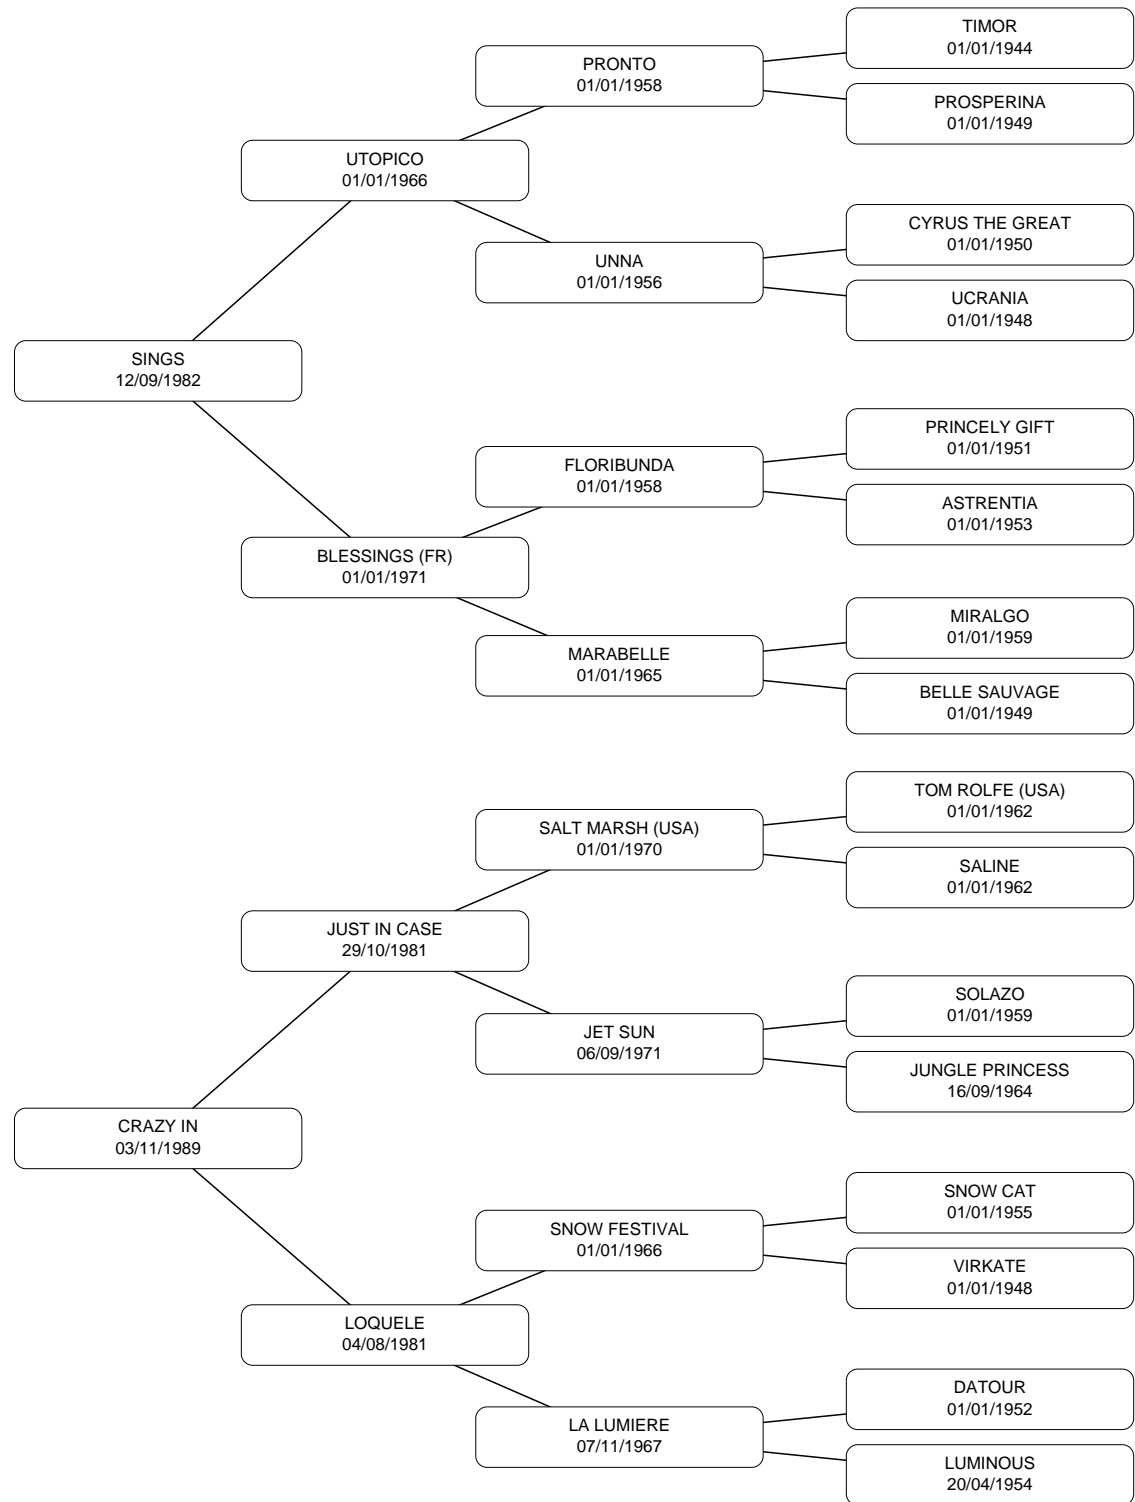 TIMOR
01/01/1944
PRONTO
01/01/1958
PROSPERINA
01/01/1949
UTOPICO
01/01/1966
CYRUS THE GREAT
01/01/1950
UNNA
01/01/1956
UCRANIA
01/01/1948
SINGS
12/09/1982
PRINCELY GIFT
01/01/1951
FLORIBUNDA
01/01/1958
ASTRENTIA
01/01/1953
BLESSINGS (FR)
01/01/1971
MIRALGO
01/01/1959
MARABELLE
01/01/1965
BELLE SAUVAGE
01/01/1949
TOM ROLFE (USA)
01/01/1962
SALT MARSH (USA)
01/01/1970
SALINE
01/01/1962
JUST IN CASE
29/10/1981
SOLAZO
01/01/1959
JET SUN
06/09/1971
JUNGLE PRINCESS
16/09/1964
CRAZY IN
03/11/1989
SNOW CAT
01/01/1955
SNOW FESTIVAL
01/01/1966
VIRKATE
01/01/1948
LOQUELE
04/08/1981
DATOUR
01/01/1952
LA LUMIERE
07/11/1967
LUMINOUS
20/04/1954